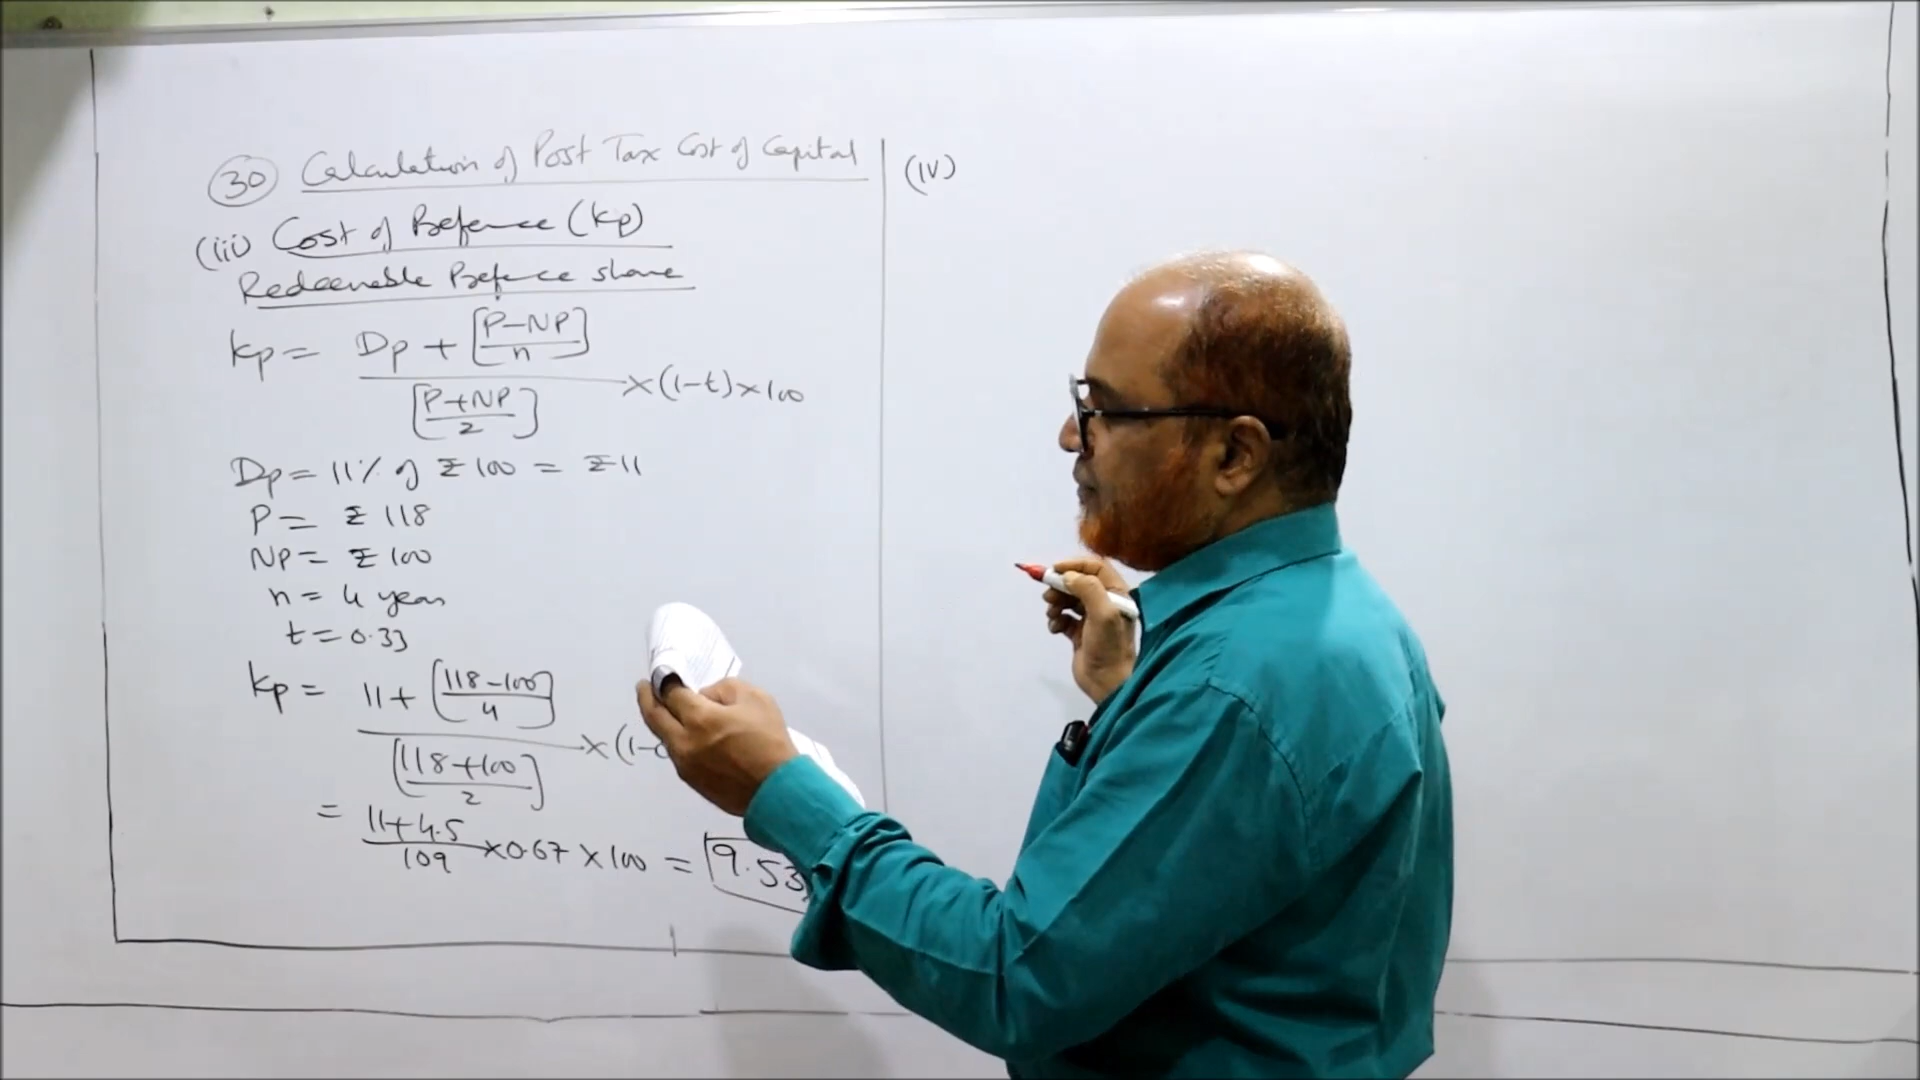 30 Calculation of Post Tax Cost of Capital
(iii) Cost of Prefernce (Kp)
Redeemable Prefernce share
Kp = Dp + [P-NP / n] / [P+NP / 2] × (1-t) × 100
Dp = 11% of ₹100 = ₹11
P = ₹ 118
NP = ₹ 100
n = 4 years
t = 0.33
Kp = 11 + [118-100 / 4] / [118+100 / 2] × (1-
= 11+4.5 / 109 × 0.67 × 100 = 9.53
(iv)